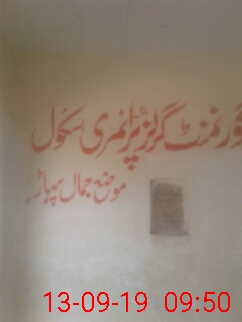 ورنمنٹ گرلز پرائمری سکول
موضع جمال پہاڑ
13-09-19 09:50